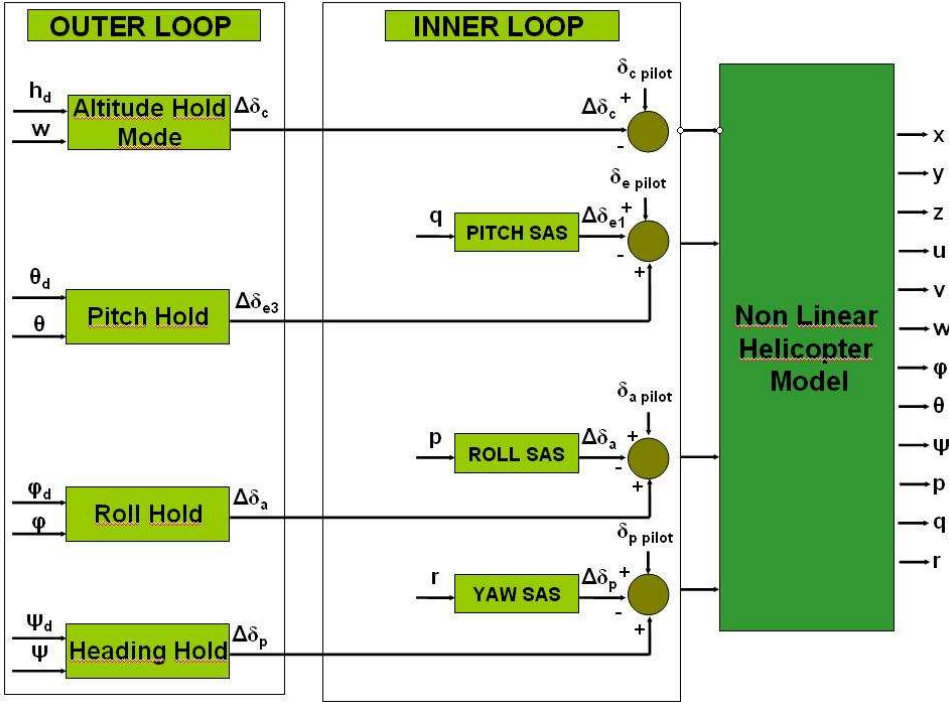 OUTER LOOP
INNER LOOP
h_d
w
Altitude Hold
Mode
Δδ_c
Δδ_c
δ_c pilot
+
-
q
PITCH SAS
Δδ_e1
δ_e pilot
+
-
+
θ_d
θ
Pitch Hold
Δδ_e3
p
ROLL SAS
Δδ_a
δ_a pilot
+
-
+
φ_d
φ
Roll Hold
Δδ_a
r
YAW SAS
Δδ_p
δ_p pilot
+
-
+
Ψ_d
Ψ
Heading Hold
Δδ_p
Non Linear
Helicopter
Model
x
y
z
u
v
w
φ
θ
Ψ
p
q
r